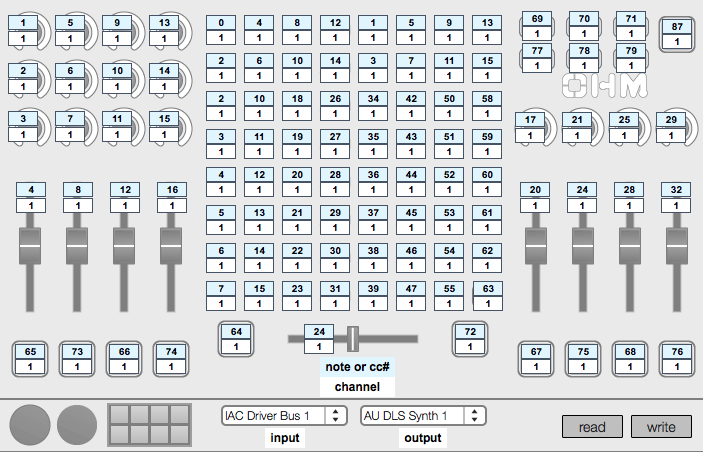 1 5 9 13 0 4 8 12 1 5 9 13 69 70 71 87
1 1 1 1 1 1 1 1 1 1 1 1 1 1 1 1
2 6 10 14 2 6 10 14 3 7 11 15 77 78 79
1 1 1 1 1 1 1 1 1 1 1 1 1 1 1
OHM
3 7 11 15 2 10 18 26 34 42 50 58 17 21 25 29
1 1 1 1 1 1 1 1 1 1 1 1 1 1 1 1
3 11 19 27 35 43 51 59
1 1 1 1 1 1 1 1
4 8 12 16 4 12 20 28 36 44 52 60 20 24 28 32
1 1 1 1 1 1 1 1 1 1 1 1 1 1 1 1
5 13 21 29 37 45 53 61
1 1 1 1 1 1 1 1
6 14 22 30 38 46 54 62
1 1 1 1 1 1 1 1
7 15 23 31 39 47 55 63
1 1 1 1 1 1 1 1
64 24 72
1 1 1
65 73 66 74 67 75 68 76
1 1 1 1 1 1 1 1
note or cc#
channel
IAC Driver Bus 1 AU DLS Synth 1
input output
read write